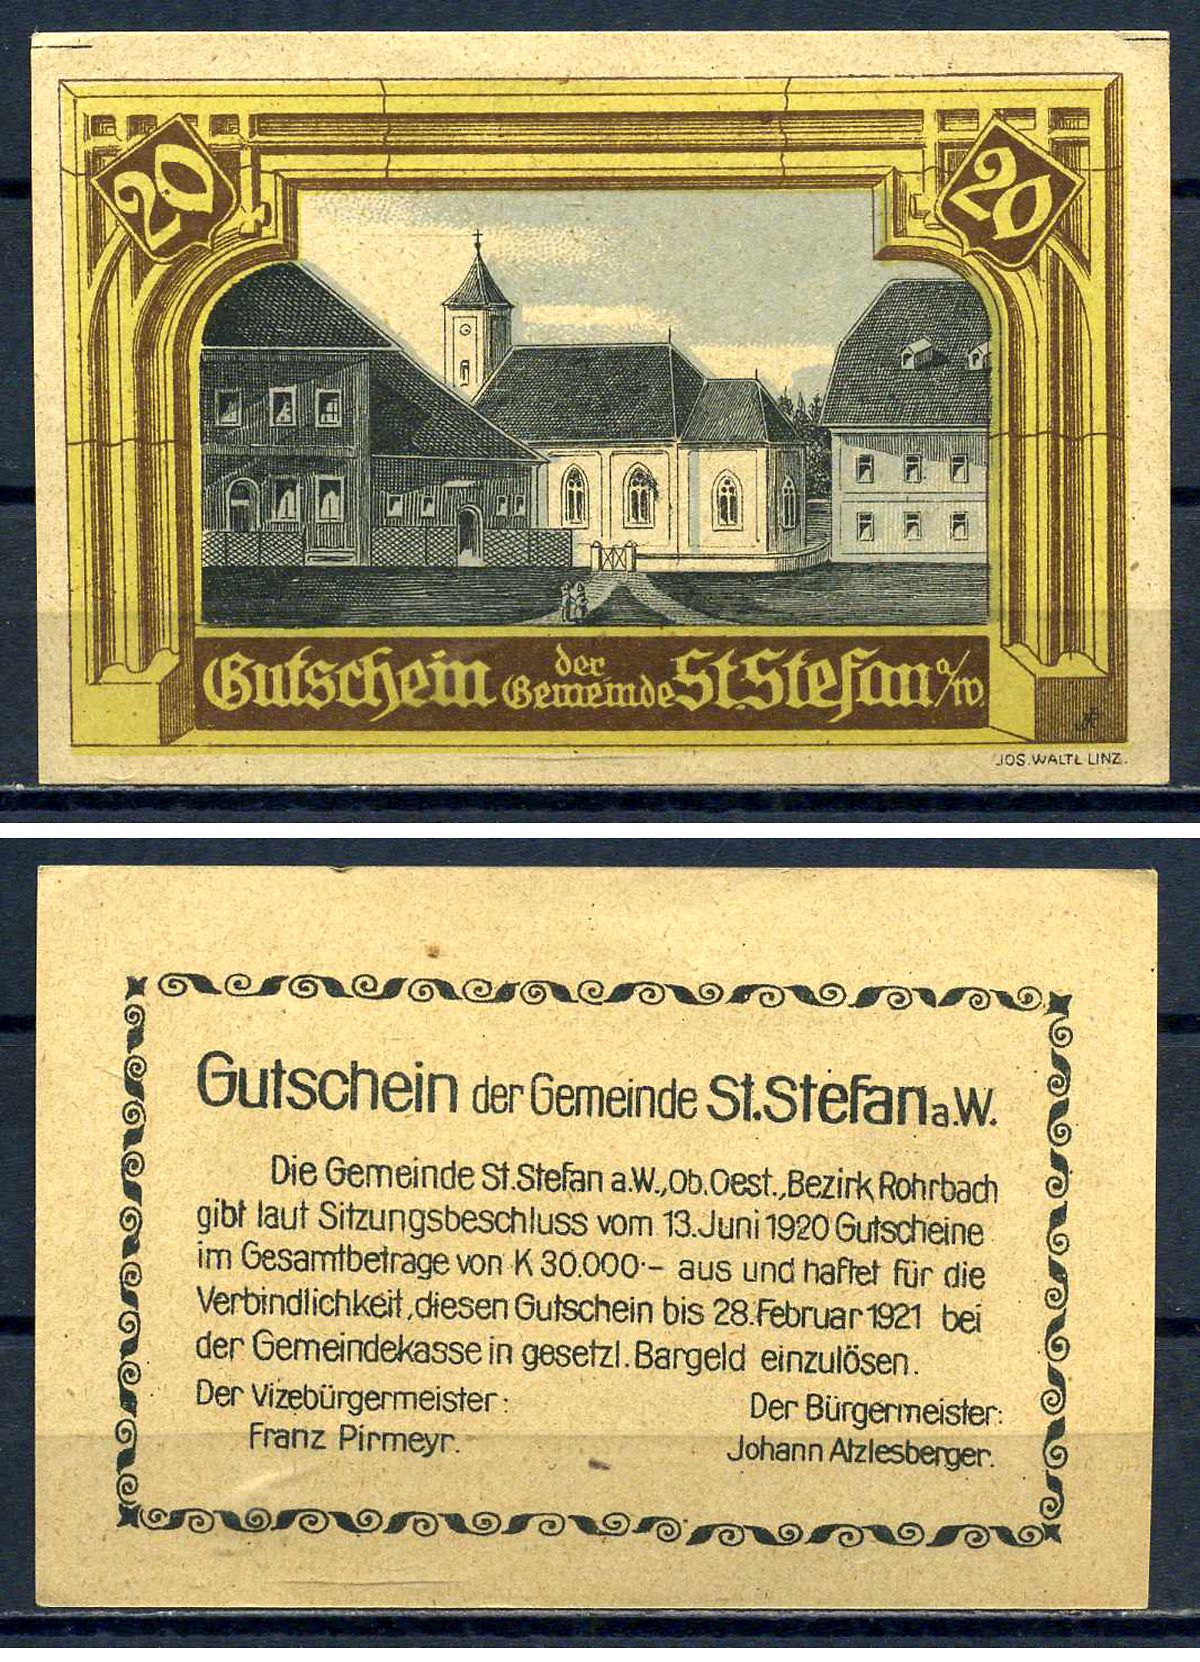 20
20
Gutschein der Gemeinde St. Stefan a/W.
JOS. WALTL LINZ.
Gutschein der Gemeinde St. Stefan a.W.
Die Gemeinde St. Stefan a.W., Ob. Oest., Bezirk Rohrbach
gibt laut Sitzungsbeschluss vom 13. Juni 1920 Gutscheine
im Gesamtbetrage von K 30.000·– aus und haftet für die
Verbindlichkeit, diesen Gutschein bis 28. Februar 1921 bei
der Gemeindekasse in gesetzl. Bargeld einzulösen.
Der Vizebürgermeister: Der Bürgermeister:
Franz Pirmeyr. Johann Atzlesberger.